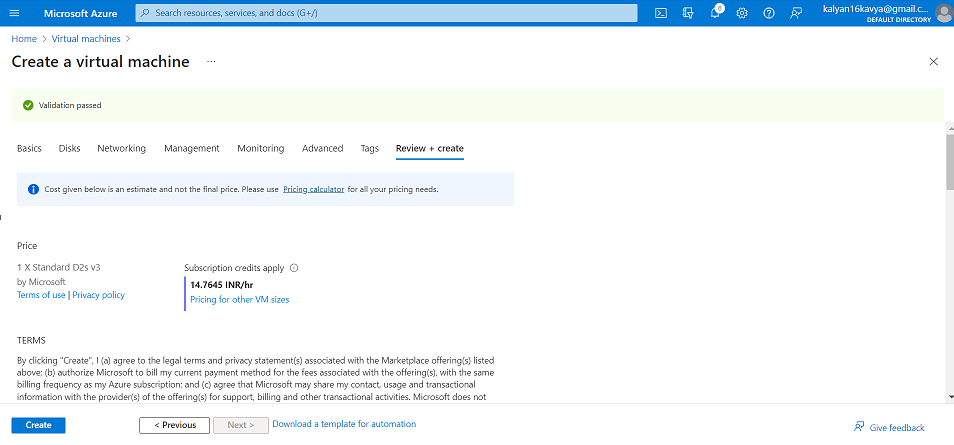 Microsoft Azure
Search resources, services, and docs (G+/)
6
kalyan16kavya@gmail.c...
DEFAULT DIRECTORY
Home > Virtual machines >
Create a virtual machine ...
Validation passed
Basics Disks Networking Management Monitoring Advanced Tags Review + create
Cost given below is an estimate and not the final price. Please use Pricing calculator for all your pricing needs.
Price
1 X Standard D2s v3
by Microsoft
Terms of use | Privacy policy
Subscription credits apply
14.7645 INR/hr
Pricing for other VM sizes
TERMS
By clicking "Create", I (a) agree to the legal terms and privacy statement(s) associated with the Marketplace offering(s) listed
above; (b) authorize Microsoft to bill my current payment method for the fees associated with the offering(s), with the same
billing frequency as my Azure subscription; and (c) agree that Microsoft may share my contact, usage and transactional
information with the provider(s) of the offering(s) for support, billing and other transactional activities. Microsoft does not
Create
< Previous
Next >
Download a template for automation
Give feedback